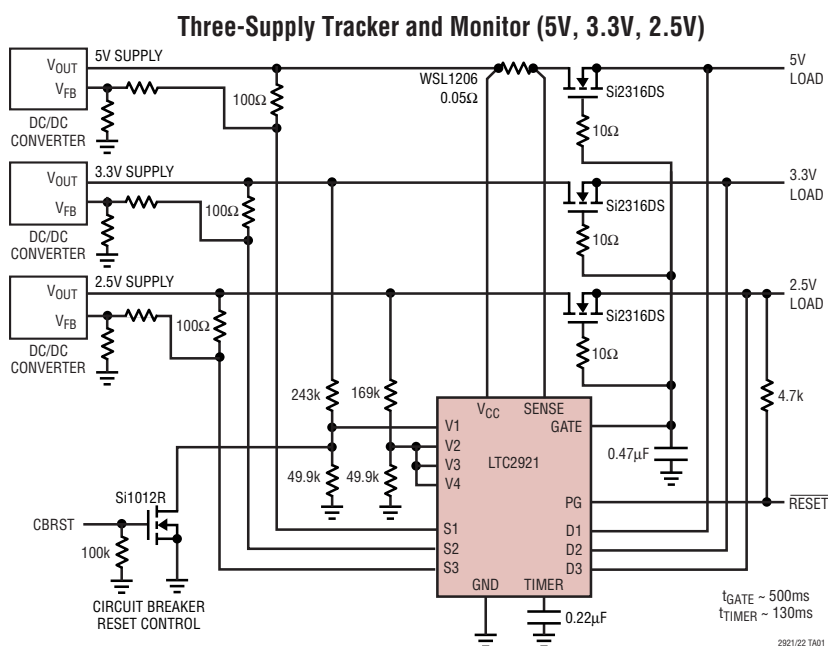 Three-Supply Tracker and Monitor (5V, 3.3V, 2.5V)
VOUT
VFB
DC/DC
CONVERTER
5V SUPPLY
100Ω
WSL1206
0.05Ω
Si2316DS
10Ω
5V
LOAD
VOUT
VFB
DC/DC
CONVERTER
3.3V SUPPLY
100Ω
Si2316DS
10Ω
3.3V
LOAD
VOUT
VFB
DC/DC
CONVERTER
2.5V SUPPLY
100Ω
Si2316DS
10Ω
2.5V
LOAD
243k
169k
49.9k
49.9k
4.7k
VCC
SENSE
V1
GATE
V2
V3
LTC2921
V4
0.47µF
PG
RESET
Si1012R
CBRST
100k
CIRCUIT BREAKER
RESET CONTROL
S1
D1
S2
D2
S3
D3
GND
TIMER
0.22µF
tGATE ~ 500ms
tTIMER ~ 130ms
2921/22 TA01